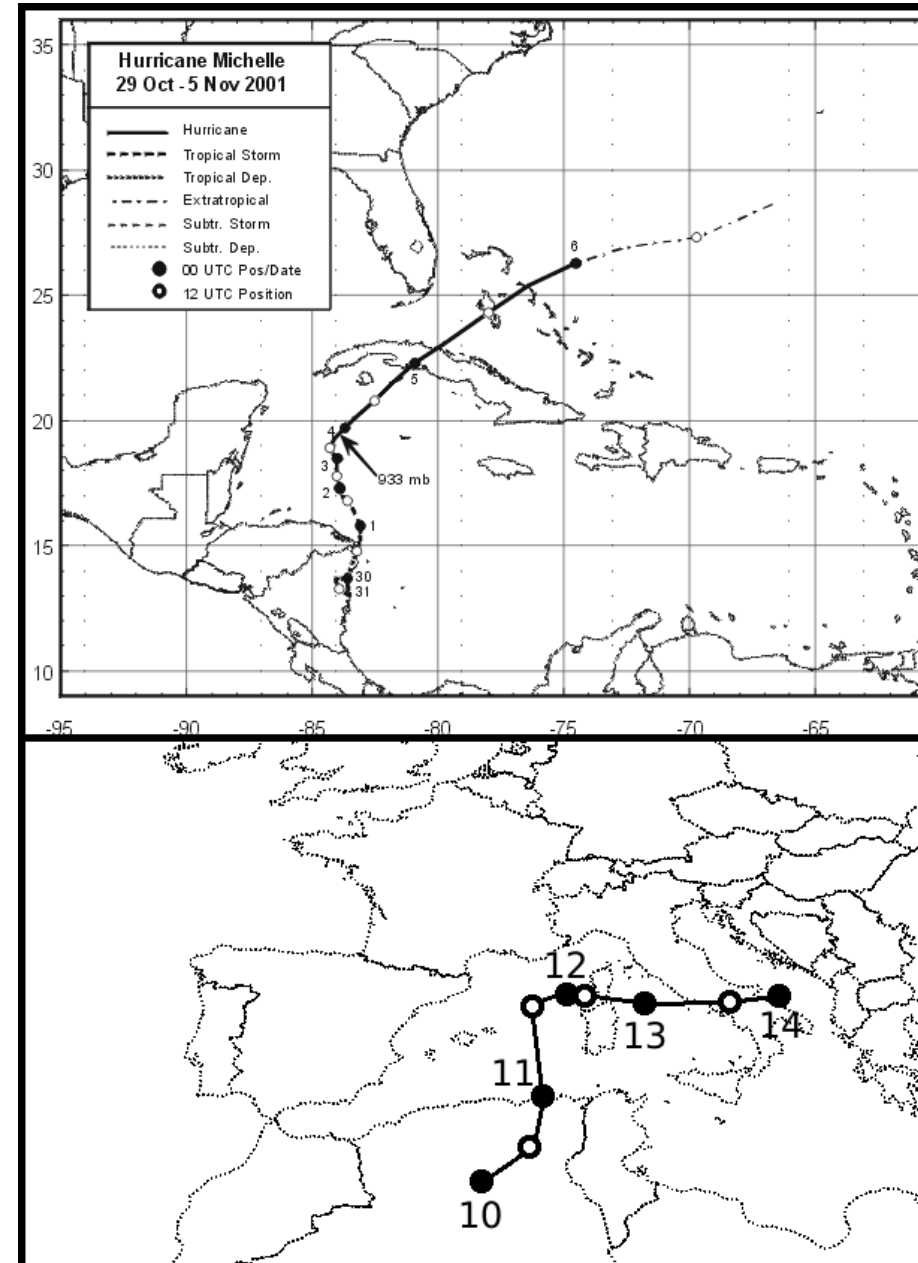 Hurricane Michelle
29 Oct - 5 Nov 2001
Hurricane
Tropical Storm
Tropical Dep.
Extratropical
Subtr. Storm
Subtr. Dep.
00 UTC Pos/Date
12 UTC Position
35
30
25
20
15
10
-95
-90
-85
-80
-75
-70
-65
6
5
4
933 mb
3
2
1
30
31
12
13
14
11
10